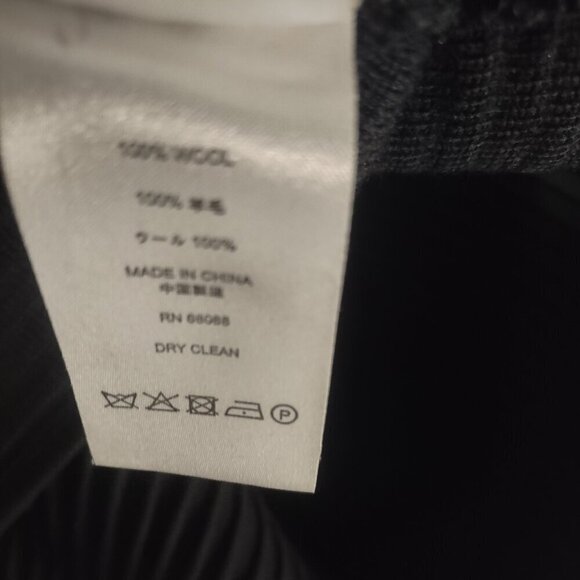 100% WOOL
100% 羊毛
ウール 100%
MADE IN CHINA
中国製造
RN 68088
DRY CLEAN
P